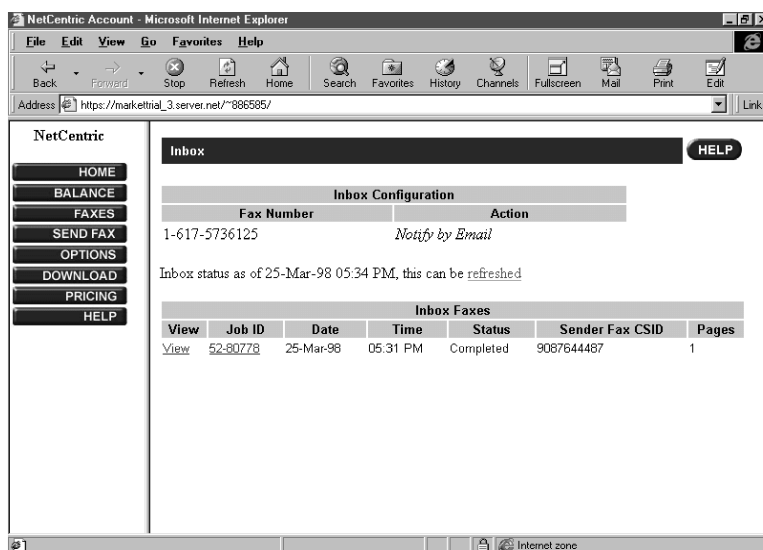 NetCentric Account - Microsoft Internet Explorer
File Edit View Go Favorites Help
Back Forward Stop Refresh Home Search Favorites History Channels Fullscreen Mail Print Edit
Address https://markettrial_3.server.net/~886585/ Link
NetCentric
HOME
BALANCE
FAXES
SEND FAX
OPTIONS
DOWNLOAD
PRICING
HELP
Inbox HELP
Inbox Configuration
Fax Number Action
1-617-5736125 Notify by Email
Inbox status as of 25-Mar-98 05:34 PM, this can be refreshed
Inbox Faxes
View Job ID Date Time Status Sender Fax CSID Pages
View 52-80778 25-Mar-98 05:31 PM Completed 9087644487 1
Internet zone